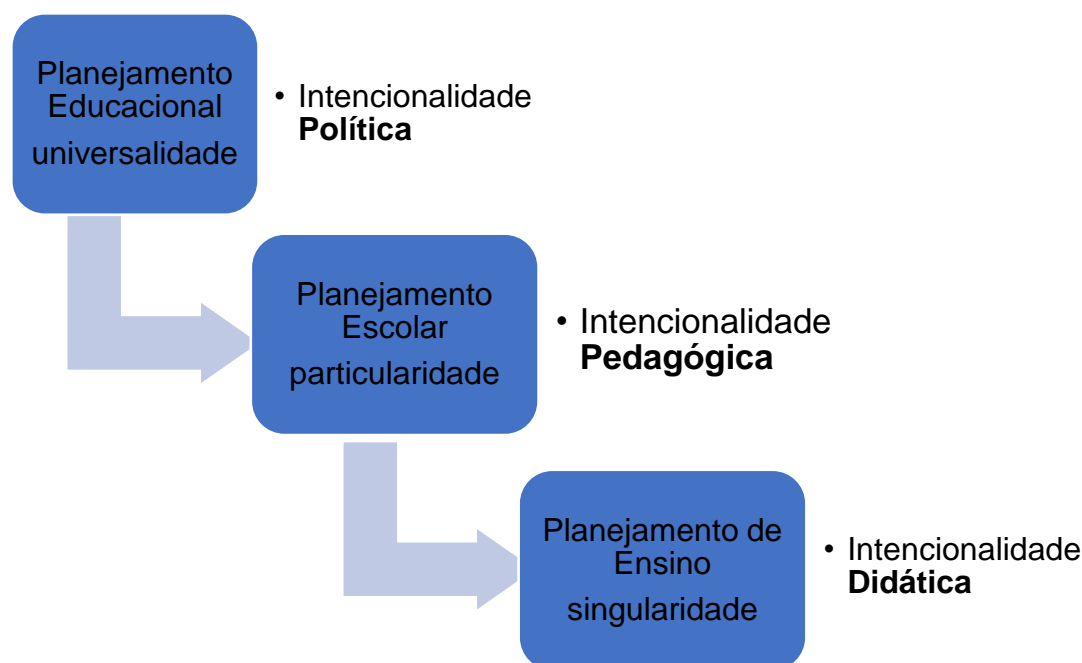 Planejamento
Educacional
universalidade
• Intencionalidade
Política
Planejamento
Escolar
particularidade
• Intencionalidade
Pedagógica
Planejamento de
Ensino
singularidade
• Intencionalidade
Didática